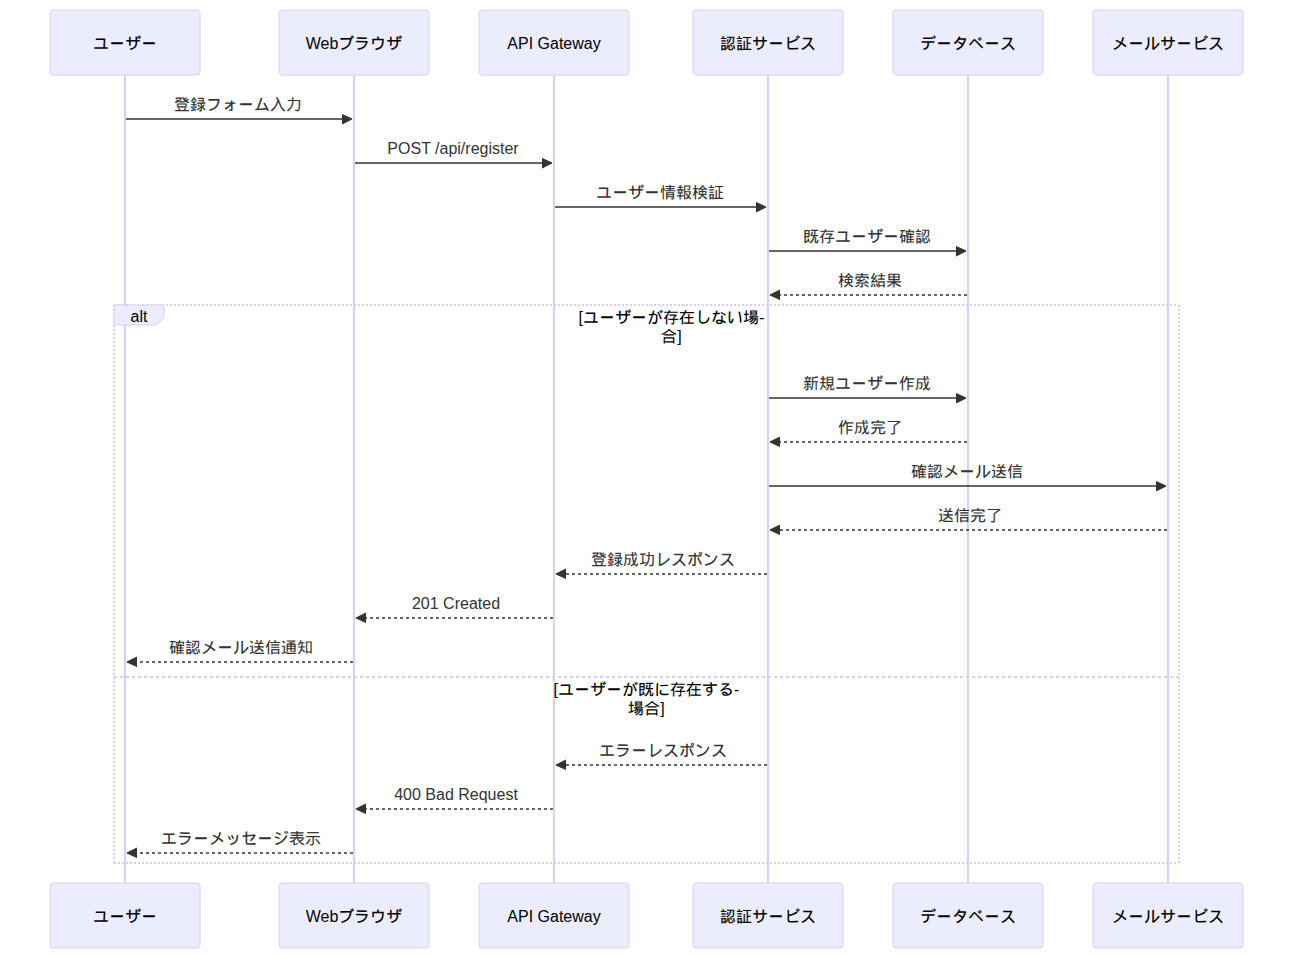 ユーザー
Webブラウザ
API Gateway
認証サービス
データベース
メールサービス
登録フォーム入力
POST /api/register
ユーザー情報検証
既存ユーザー確認
検索結果
alt
[ユーザーが存在しない場-
合]
新規ユーザー作成
作成完了
確認メール送信
送信完了
登録成功レスポンス
201 Created
確認メール送信通知
[ユーザーが既に存在する-
場合]
エラーレスポンス
400 Bad Request
エラーメッセージ表示
ユーザー
Webブラウザ
API Gateway
認証サービス
データベース
メールサービス